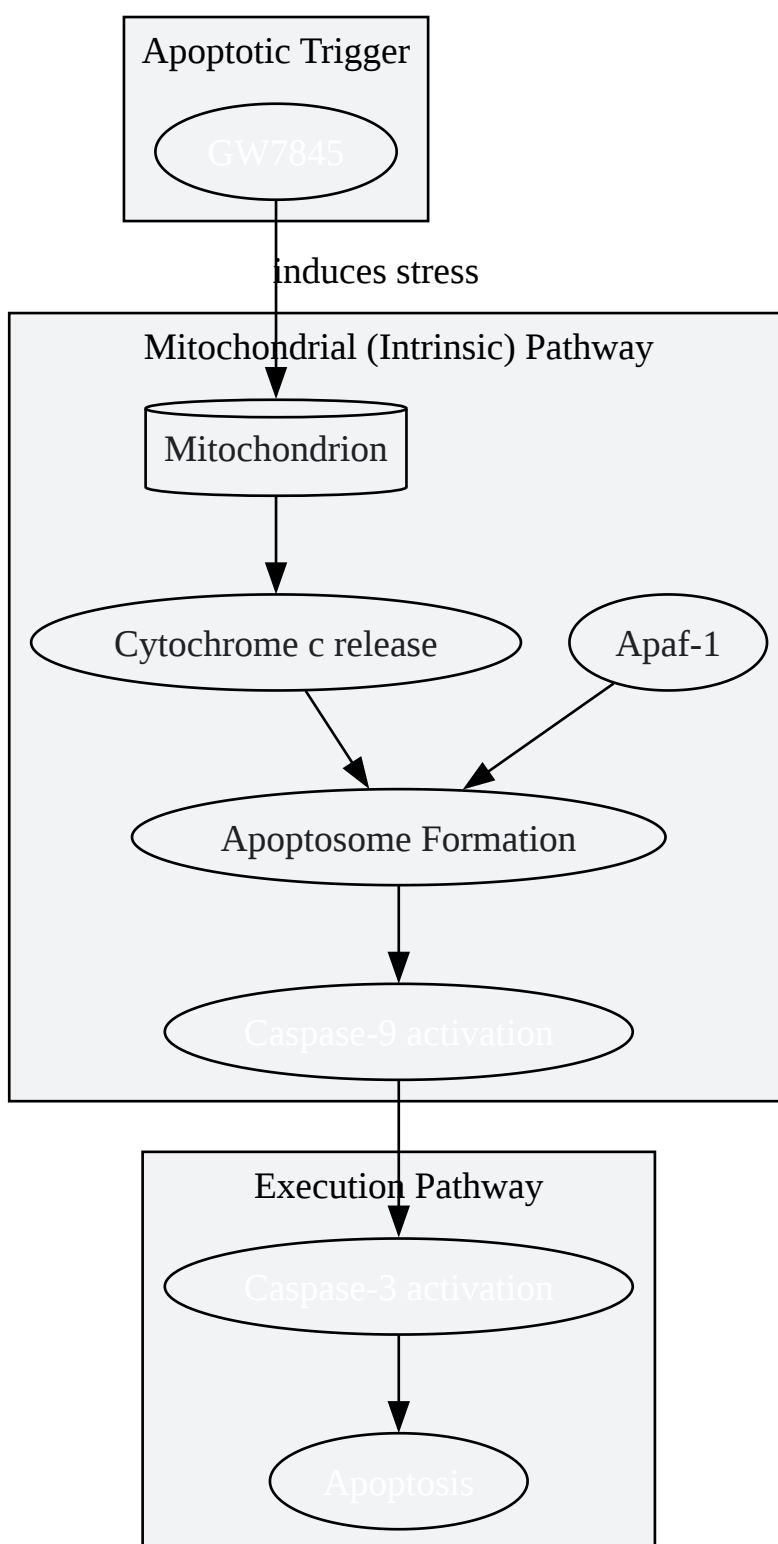 Apoptotic Trigger
GW7845
induces stress
Mitochondrial (Intrinsic) Pathway
Mitochondrion
Cytochrome c release
Apaf-1
Apoptosome Formation
Caspase-9 activation
Execution Pathway
Caspase-3 activation
Apoptosis